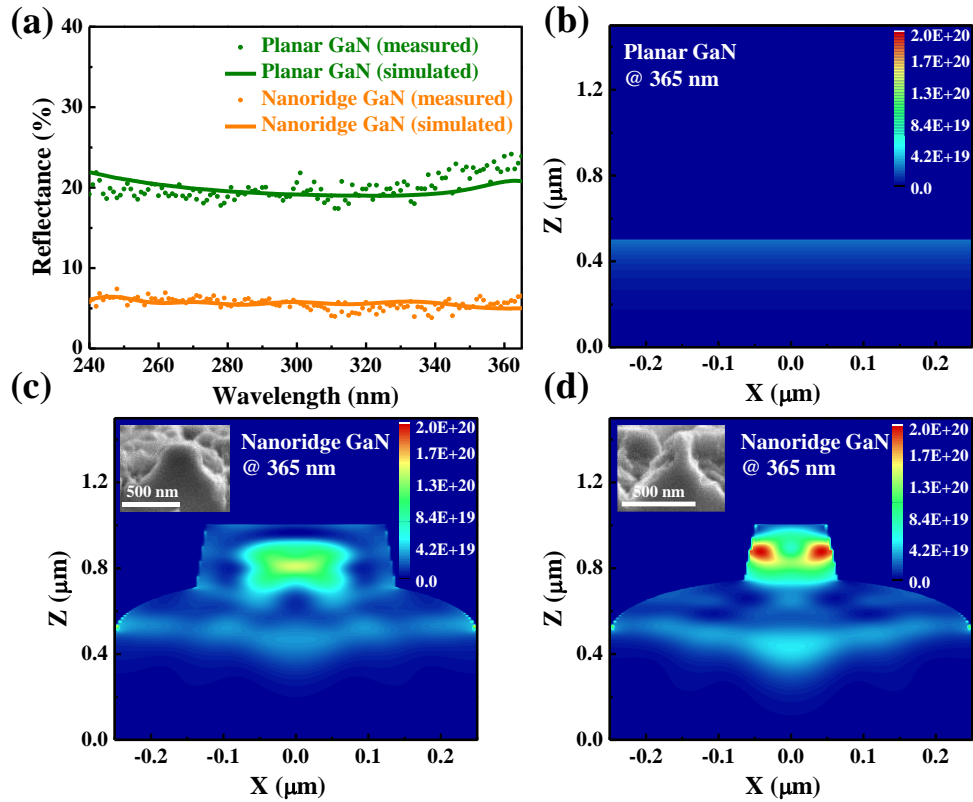 (a)
40
30
20
10
0
Reflectance (%)
Planar GaN (measured)
Planar GaN (simulated)
Nanoridge GaN (measured)
Nanoridge GaN (simulated)
240 260 280 300 320 340 360
Wavelength (nm)
(b)
Planar GaN
@ 365 nm
2.0E+20
1.7E+20
1.3E+20
8.4E+19
4.2E+19
0.0
1.2
0.8
0.4
0.0
Z (μm)
-0.2 -0.1 0.0 0.1 0.2
X (μm)
(c)
500 nm
Nanoridge GaN
@ 365 nm
2.0E+20
1.7E+20
1.3E+20
8.4E+19
4.2E+19
0.0
1.2
0.8
0.4
0.0
Z (μm)
-0.2 -0.1 0.0 0.1 0.2
X (μm)
(d)
500 nm
Nanoridge GaN
@ 365 nm
2.0E+20
1.7E+20
1.3E+20
8.4E+19
4.2E+19
0.0
1.2
0.8
0.4
0.0
Z (μm)
-0.2 -0.1 0.0 0.1 0.2
X (μm)